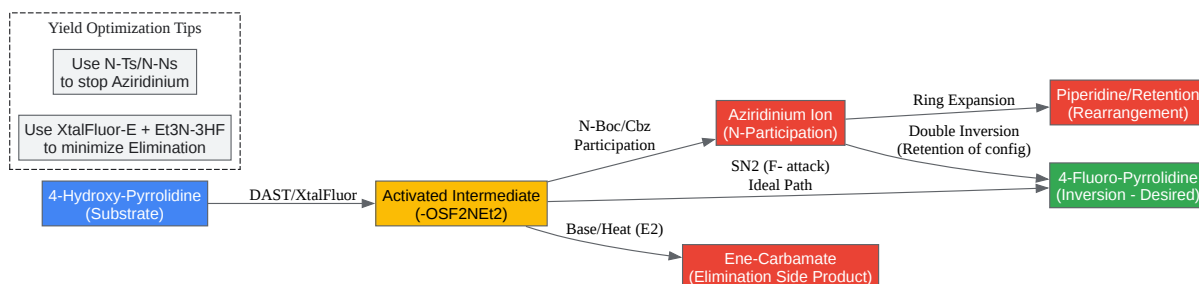 Yield Optimization Tips
Use N-Ts/N-Ns
to stop Aziridinium
Use XtalFluor-E + Et3N-3HF
to minimize Elimination
4-Hydroxy-Pyrrolidine
(Substrate)
DAST/XtalFluor
Activated Intermediate
(-OSF2NEt2)
N-Boc/Cbz
Participation
Aziridinium Ion
(N-Participation)
Ring Expansion
Piperidine/Retention
(Rearrangement)
Double Inversion
(Retention of config)
SN2 (F- attack)
Ideal Path
4-Fluoro-Pyrrolidine
(Inversion - Desired)
Base/Heat (E2)
Ene-Carbamate
(Elimination Side Product)